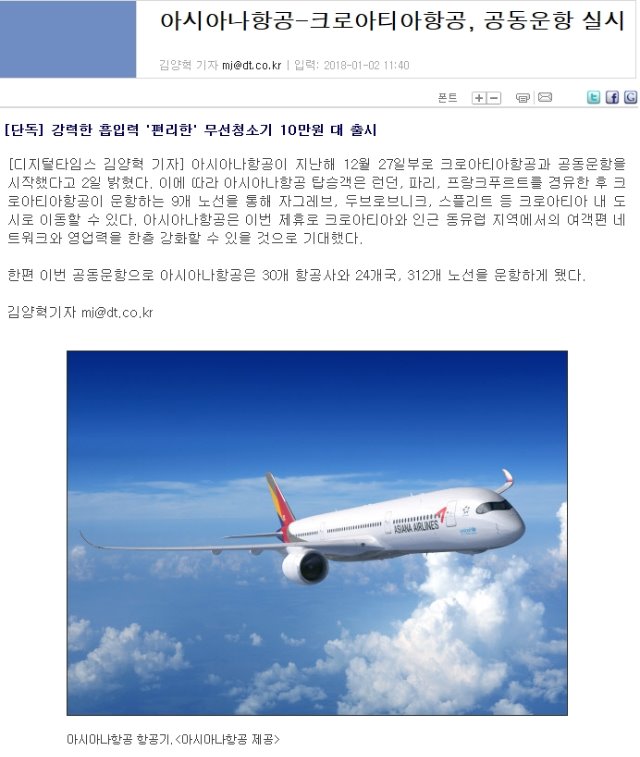 아시아나항공-크로아티아항공, 공동운항 실시
김양혁 기자 mj@dt.co.kr | 입력: 2018-01-02 11:40
폰트
[단독] 강력한 흡입력 '편리한' 무선청소기 10만원 대 출시
[디지털타임스 김양혁 기자] 아시아나항공이 지난해 12월 27일부로 크로아티아항공과 공동운항을
시작했다고 2일 밝혔다. 이에 따라 아시아나항공 탑승객은 런던, 파리, 프랑크푸르트를 경유한 후 크
로아티아항공이 운항하는 9개 노선을 통해 자그레브, 두브로브니크, 스플리트 등 크로아티아 내 도
시로 이동할 수 있다. 아시아나항공은 이번 제휴로 크로아티아와 인근 동유럽 지역에서의 여객편 네
트워크와 영업력을 한층 강화할 수 있을 것으로 기대했다.
한편 이번 공동운항으로 아시아나항공은 30개 항공사와 24개국, 312개 노선을 운항하게 됐다.
김양혁기자 mj@dt.co.kr
ASIANA AIRLINES
아시아나항공 항공기.<아시아나항공 제공>